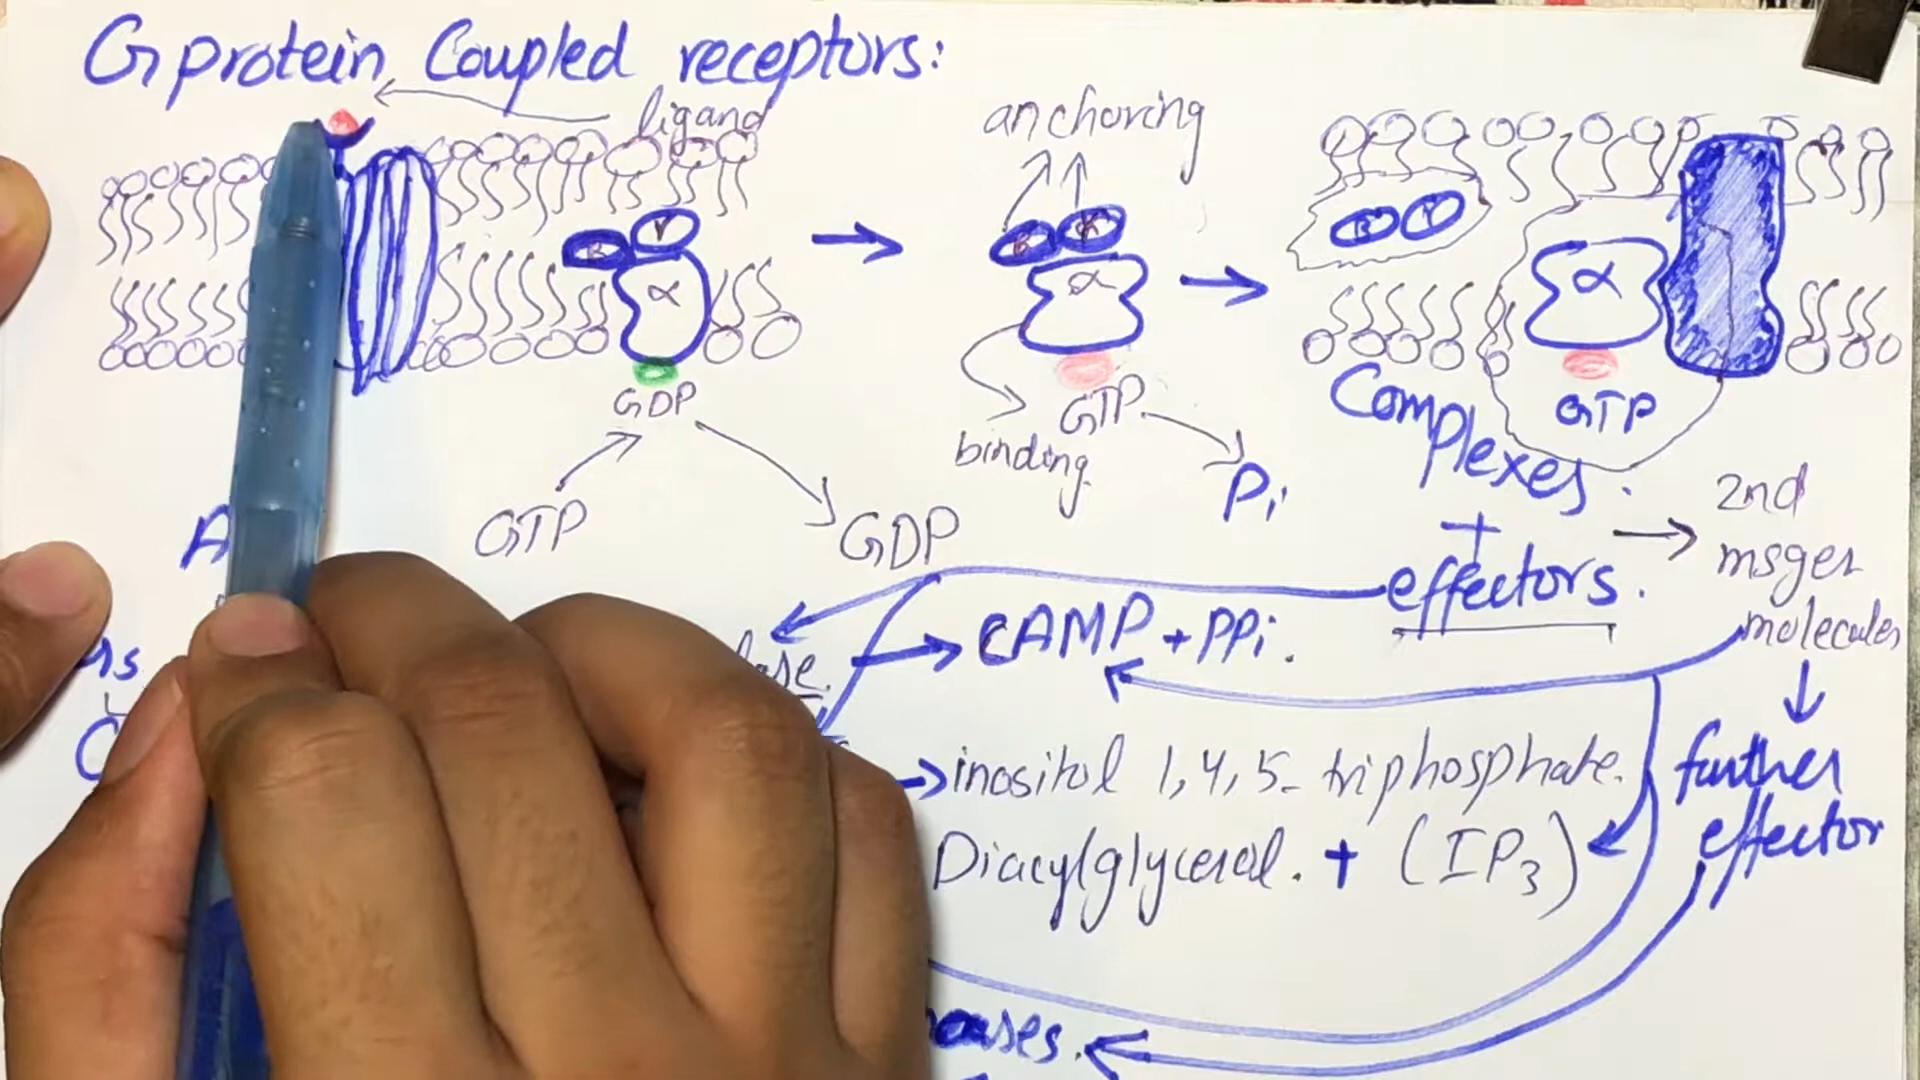 G protein Coupled receptors:
ligand
anchoring
α
GDP
GTP
GDP
α
binding
GTP
Pi
α
GTP
Complexes.
+
effectors.
2nd
msger
molecules
further
effector
CAMP + PPi.
inositol 1,4,5- triphosphate.
Diacylglycerol. + (IP3)